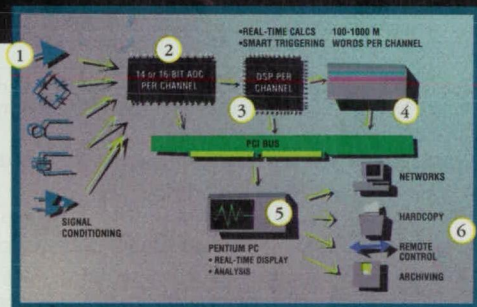 •REAL-TIME CALCS
•SMART TRIGGERING
100-1000 M
WORDS PER CHANNEL
1
2
14 or 16-BIT ADC
PER CHANNEL
DSP PER
CHANNEL
3
4
PCI BUS
NETWORKS
5
HARDCOPY
6
SIGNAL
CONDITIONING
PENTIUM PC
• REAL-TIME DISPLAY
• ANALYSIS
REMOTE
CONTROL
ARCHIVING